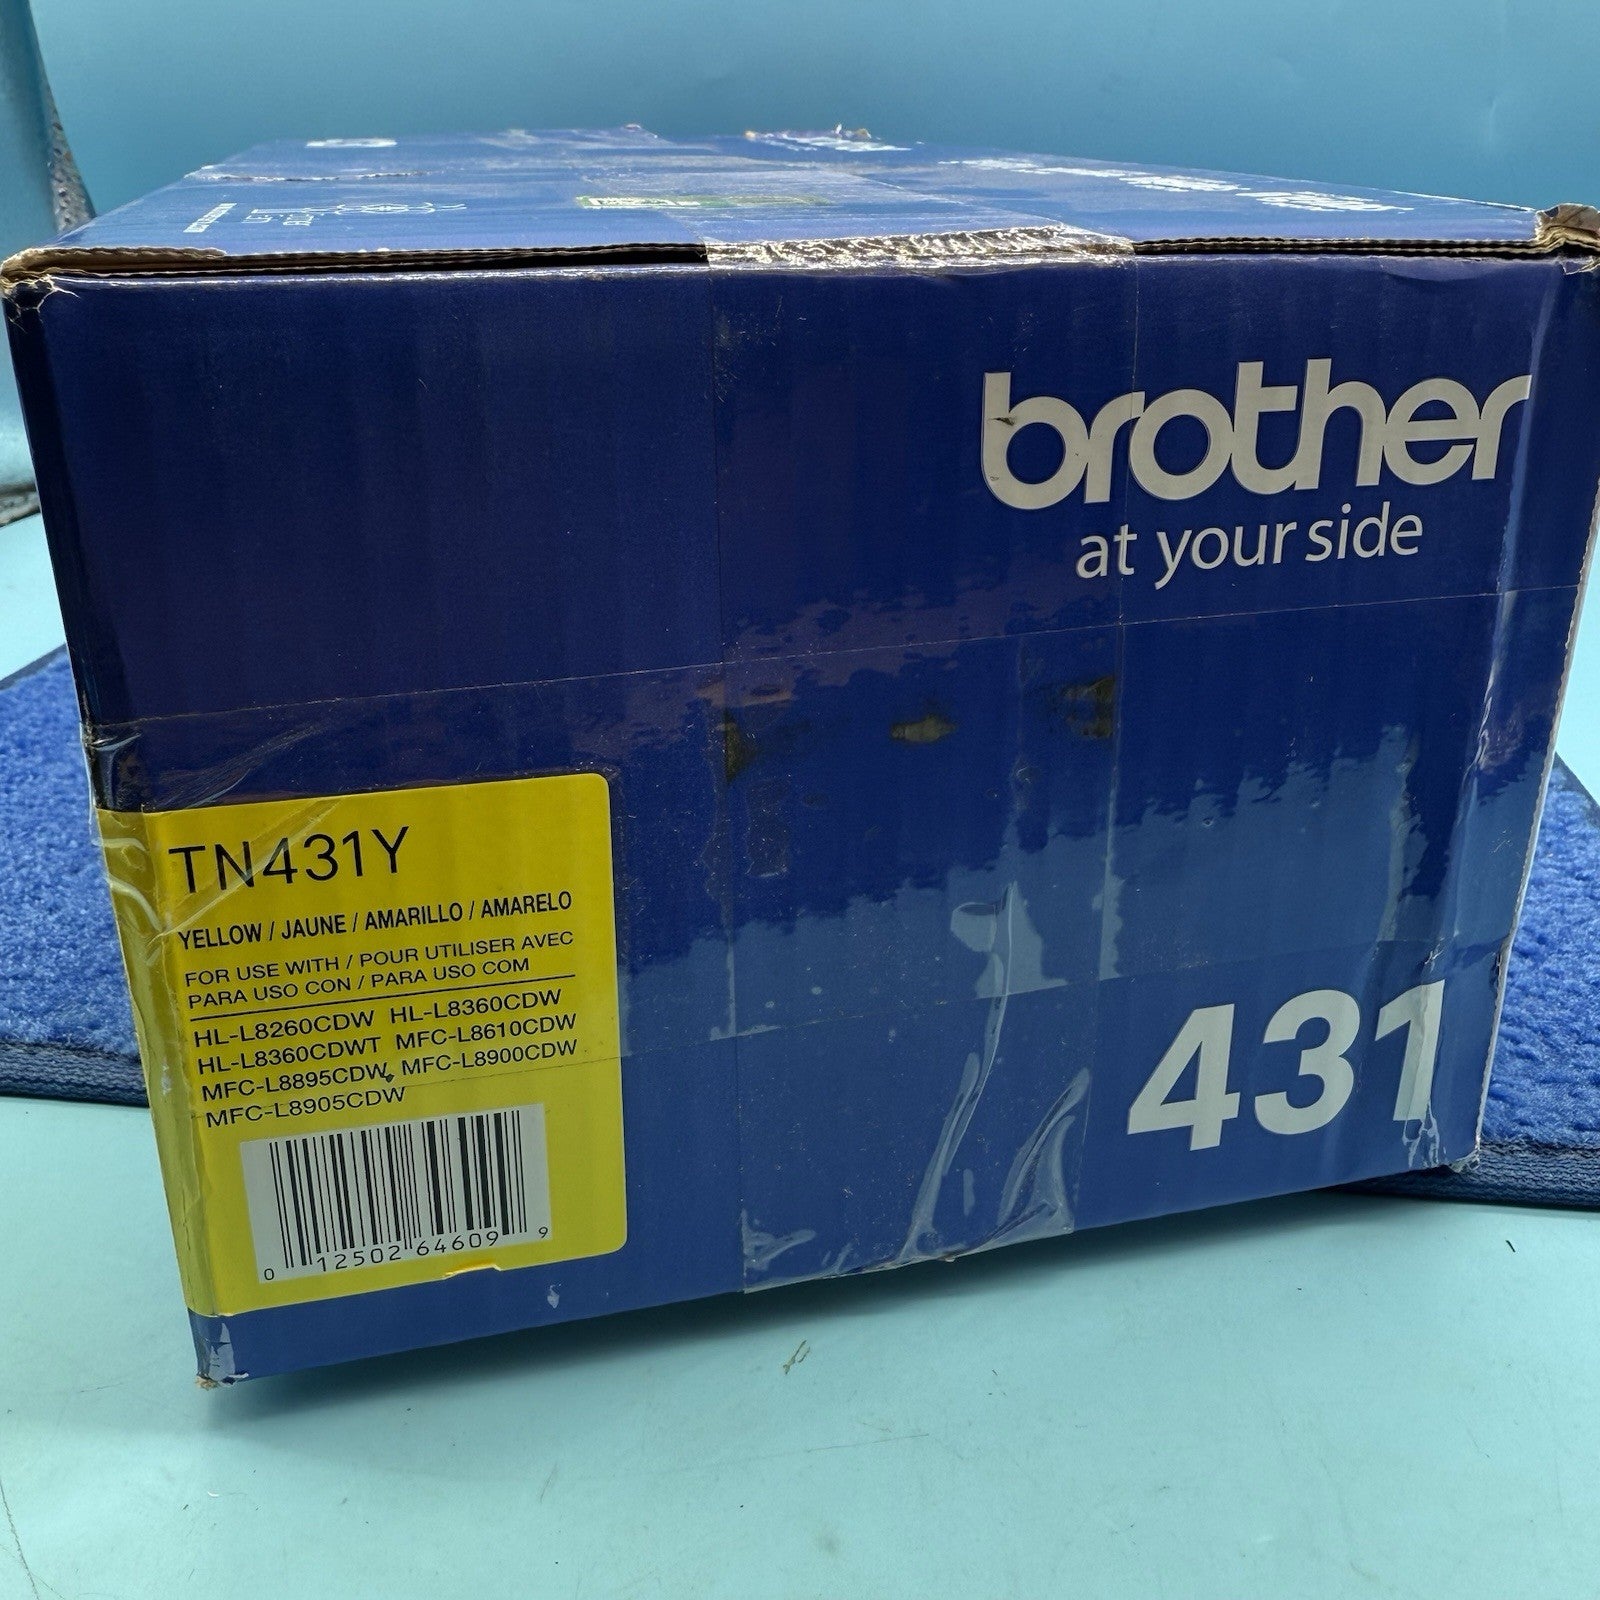 brother
at your side
TN431Y
YELLOW / JAUNE / AMARILLO / AMARELO
FOR USE WITH / POUR UTILISER AVEC
PARA USO CON / PARA USO COM
HL-L8260CDW HL-L8360CDW
HL-L8360CDWT MFC-L8610CDW
MFC-L8895CDW, MFC-L8900CDW
MFC-L8905CDW
0 12502 64609 9
431